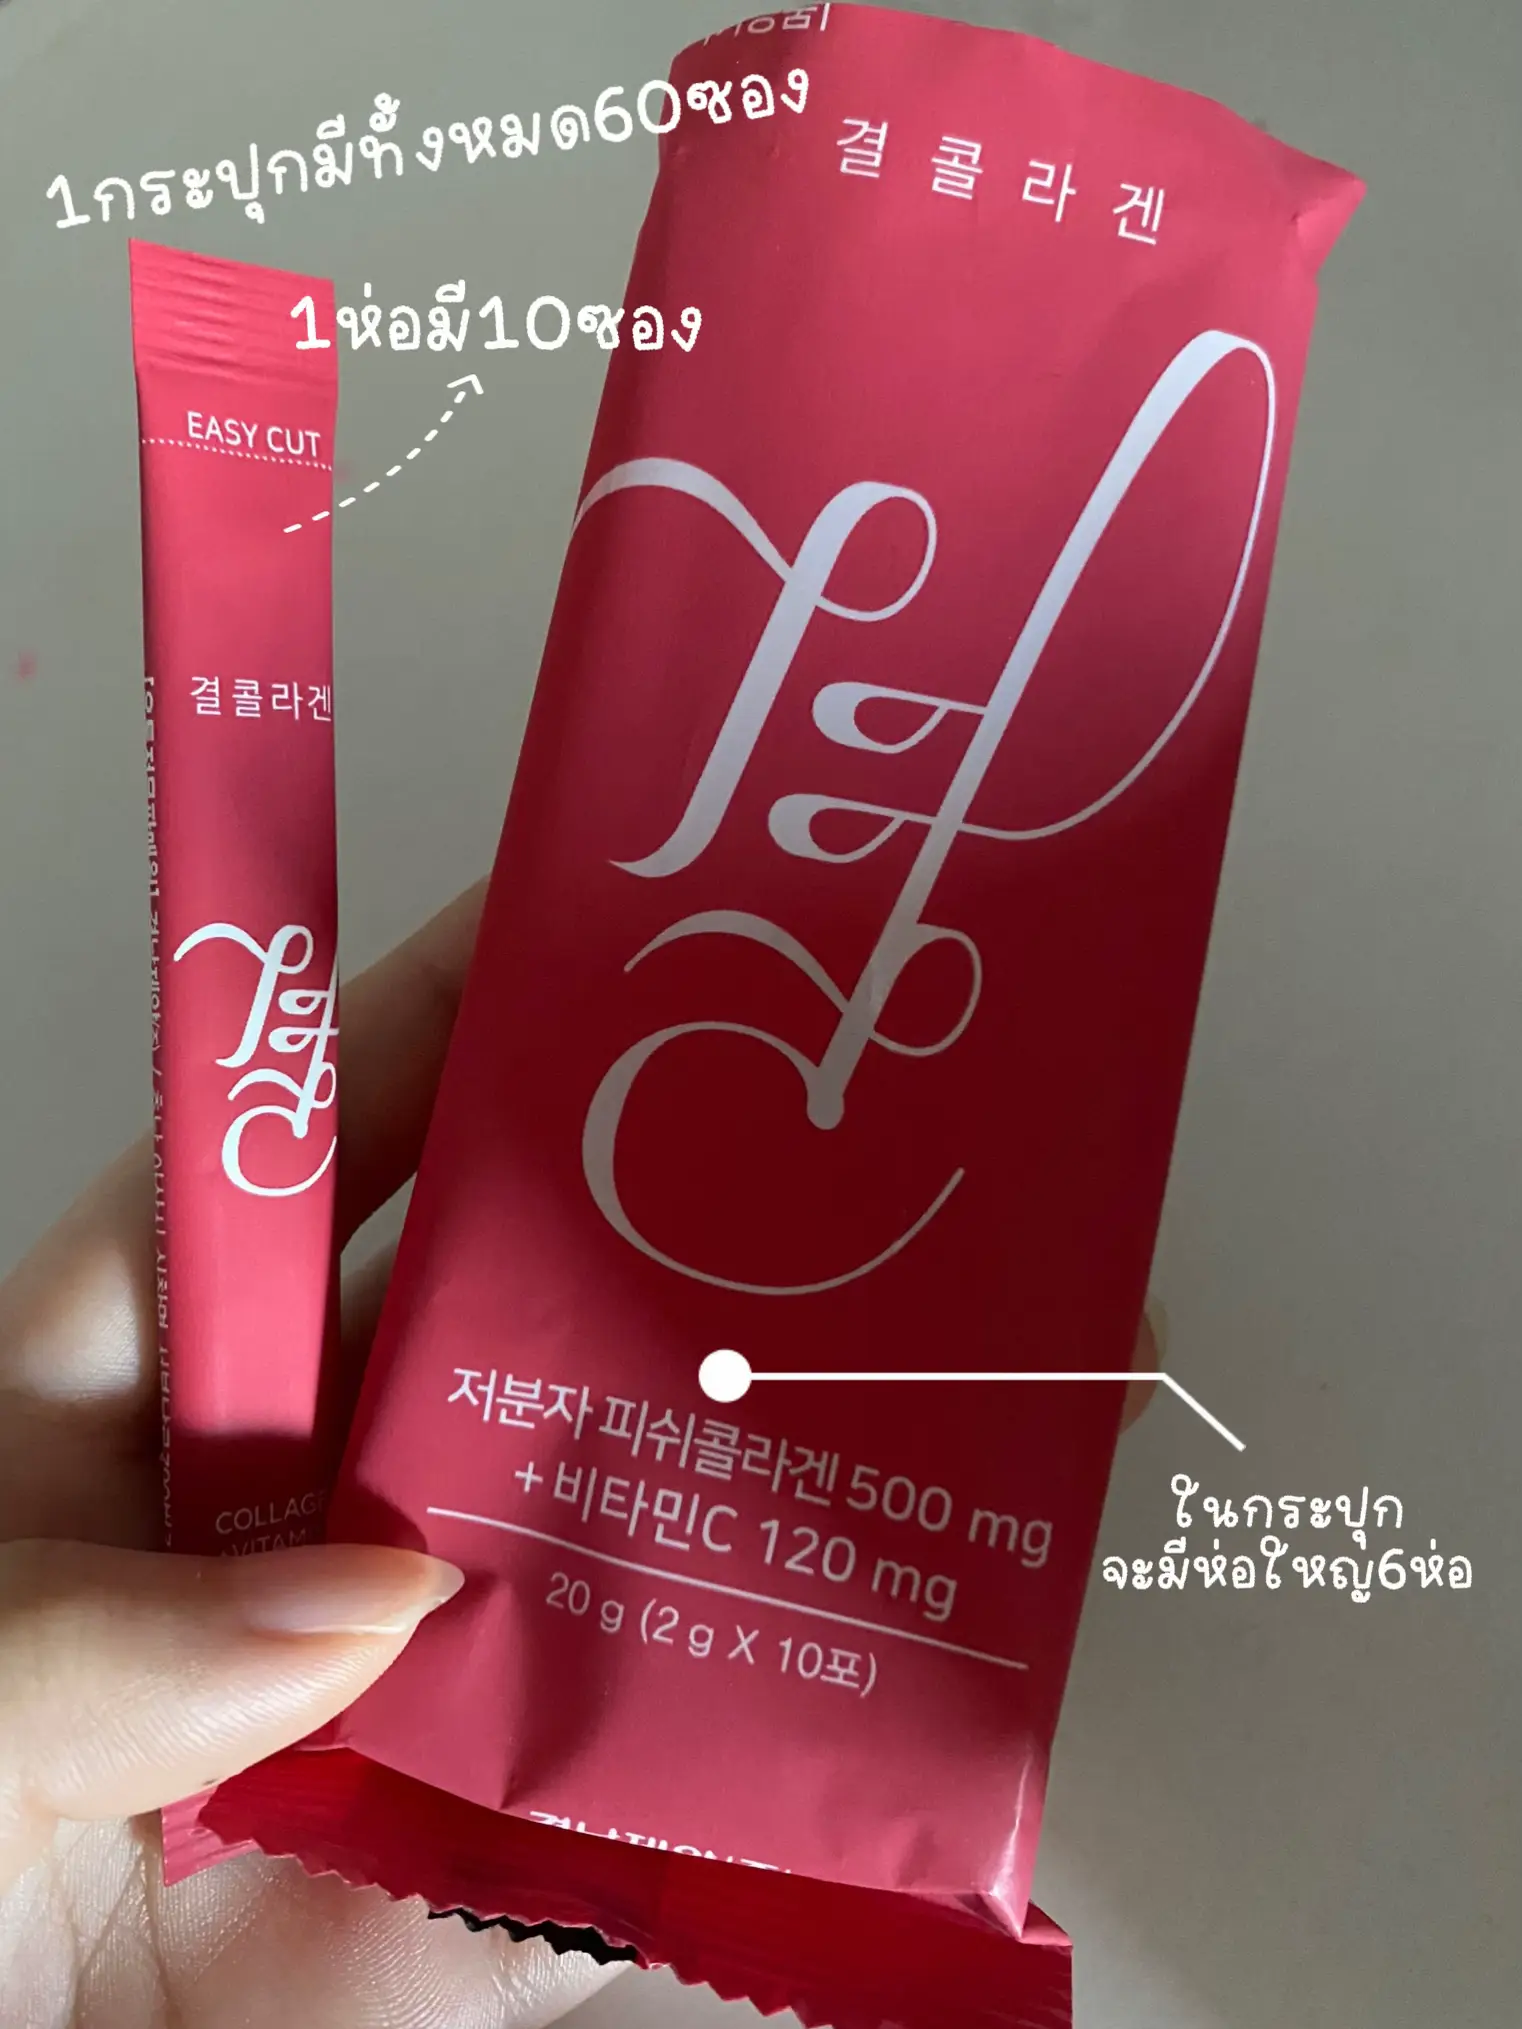 1กระปุกมีทั้งหมด60ซอง
1ห่อมี10ซอง
EASY CUT
결콜라겐
결
결콜라겐
결
저분자 피쉬콜라겐 500 mg
+비타민C 120 mg
20 g (2 g X 10포)
ในกระปุก
จะมีห่อใหญ่6ห่อ